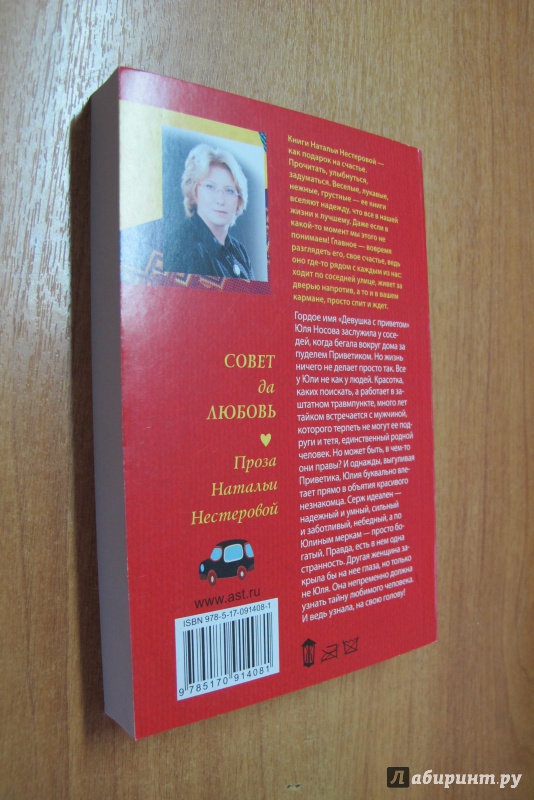 Книги Натальи Нестеровой —
как подарок на счастье.
Прочитать, улыбнуться,
задуматься. Веселые, лукавые,
нежные, грустные — ее книги
вселяют надежду, что все в нашей
жизни к лучшему. Даже если в
какой-то момент мы этого не
понимаем! Главное — вовремя
разглядеть его, свое счастье, ведь
оно где-то рядом с каждым из нас:
ходит по соседней улице, живет за
дверью напротив, а то и в вашем
кармане, просто спит и ждет.
Гордое имя «Девушка с приветом»
Юля Носова заслужила у сосе-
дей, когда бегала вокруг дома за
пуделем Приветиком. Но жизнь
ничего не делает просто так. Все
у Юли не как у людей. Красотка,
каких поискать, а работает в за-
штатном травмпункте, много лет
тайком встречается с мужчиной,
которого терпеть не могут ее под-
руги и тетя, единственный родной
человек. Но может быть, в чем-то
они правы? И однажды, выгуливая
Приветика, Юлия буквально вле-
тает прямо в объятия красивого
незнакомца. Серж идеален —
надежный и умный, сильный
и заботливый, небедный, а по
Юлиным меркам — просто бо-
гатый. Правда, есть в нем одна
странность. Другая женщина за-
крыла бы на нее глаза, но только
не Юля. Она непременно должна
узнать тайну любимого человека.
И ведь узнала, на свою голову!
СОВЕТ
да
ЛЮБОВЬ
Проза
Натальи
Нестеровой
www.ast.ru
ISBN 978-5-17-091408-1
9 785170 914081
Лабиринт.ру